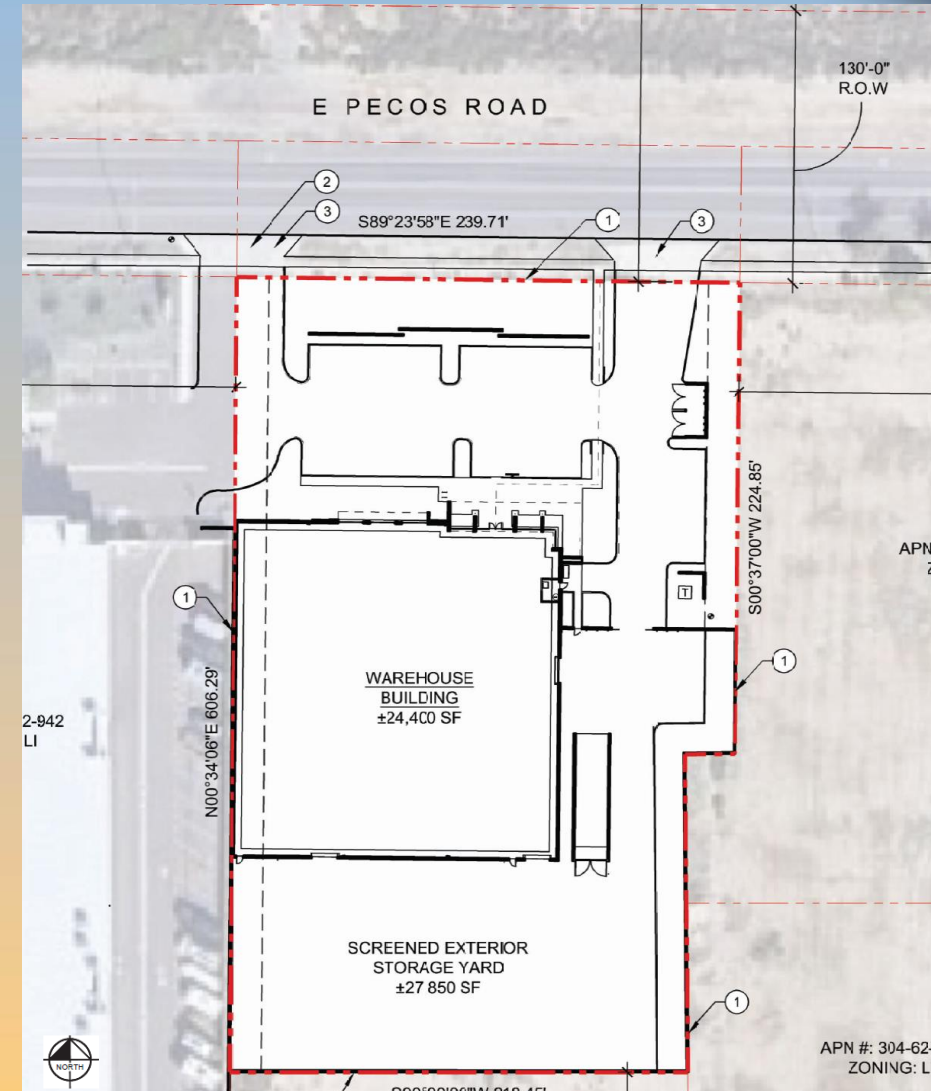 130'-0"
R.O.W
E PECOS ROAD
2
3
S89°23'58"E 239.71'
1
3
S00°37'00"W 224.85'
APN
1
WAREHOUSE
BUILDING
±24,400 SF
1
N00°34'06"E 606.29'
2-942
LI
T
SCREENED EXTERIOR
STORAGE YARD
±27 850 SF
1
NORTH
APN #: 304-62-
ZONING: L